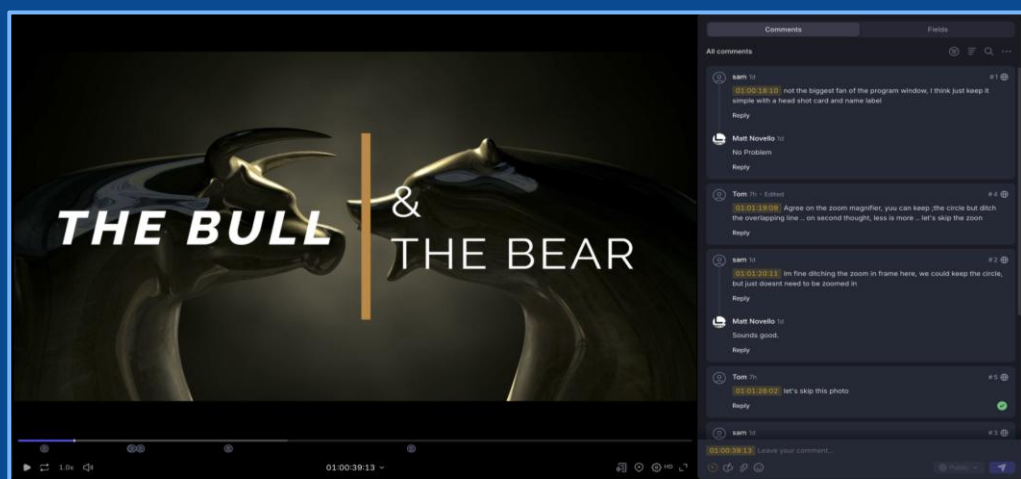 THE BULL
&
THE BEAR
1.0x
01:00:39:13
HD
Comments
Fields
All comments
sam 1d
#1
01:00:18:10 not the biggest fan of the program window, I think just keep it
simple with a head shot card and name label
Reply
Matt Novello 1d
No Problem
Reply
Tom 7h • Edited
#4
01:01:19:09 Agree on the zoom magnifier, yuu can keep ;the circle but ditch
the overlapping line .. on second thought, less is more .. let's skip the zoon
Reply
sam 1d
#2
01:01:20:11 Im fine ditching the zoom in frame here, we could keep the circle,
but just doesnt need to be zoomed in
Reply
Matt Novello 1d
Sounds good.
Reply
Tom 7h
#5
01:01:26:02 let's skip this photo
Reply
sam 1d
#3
01:00:39:13 Leave your comment...
Public